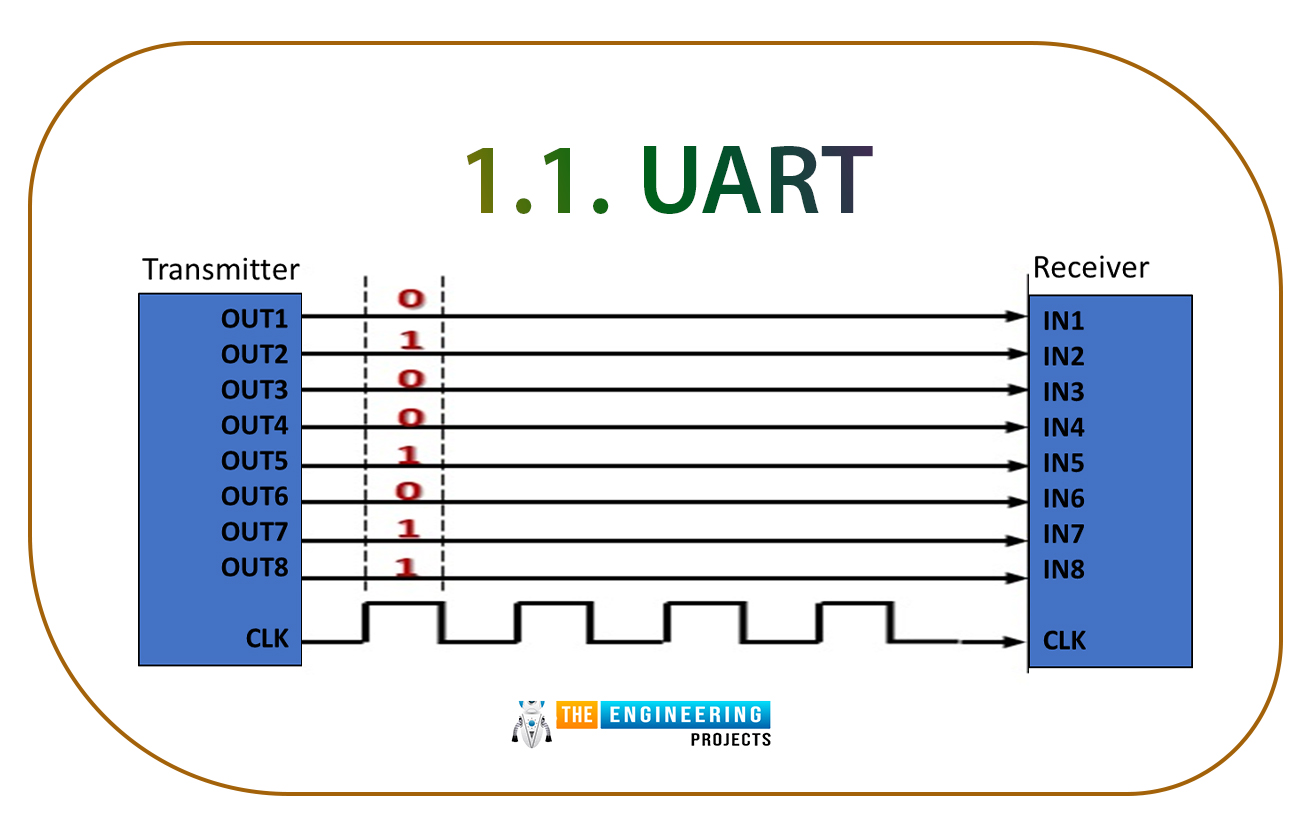 1.1. UART
Transmitter
Receiver
OUT1
0
IN1
OUT2
1
IN2
OUT3
0
IN3
OUT4
0
IN4
OUT5
1
IN5
OUT6
0
IN6
OUT7
1
IN7
OUT8
1
IN8
CLK
CLK
THE ENGINEERING
PROJECTS